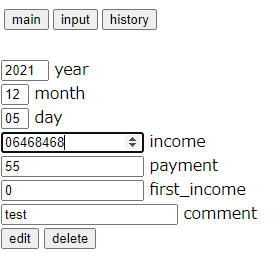 main input history
2021 year
12 month
05 day
06468468 income
55 payment
0 first_income
test comment
edit delete